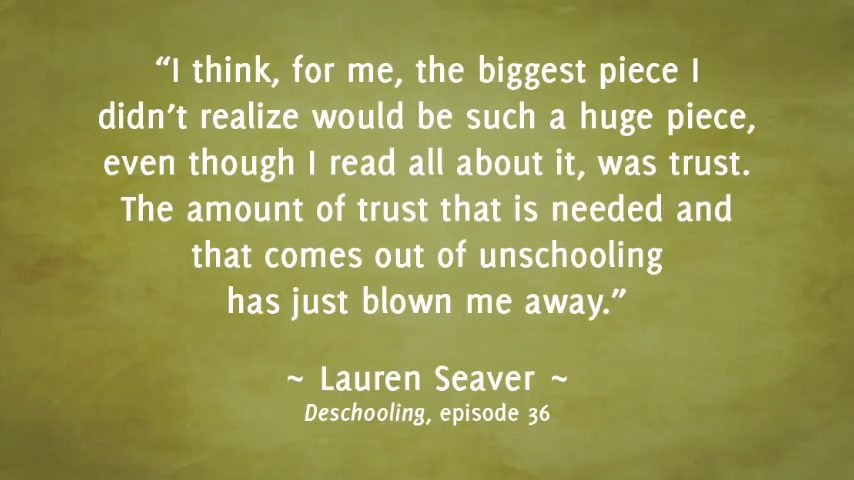 “I think, for me, the biggest piece I
didn’t realize would be such a huge piece,
even though I read all about it, was trust.
The amount of trust that is needed and
that comes out of unschooling
has just blown me away.”
~ Lauren Seaver ~
Deschooling, episode 36